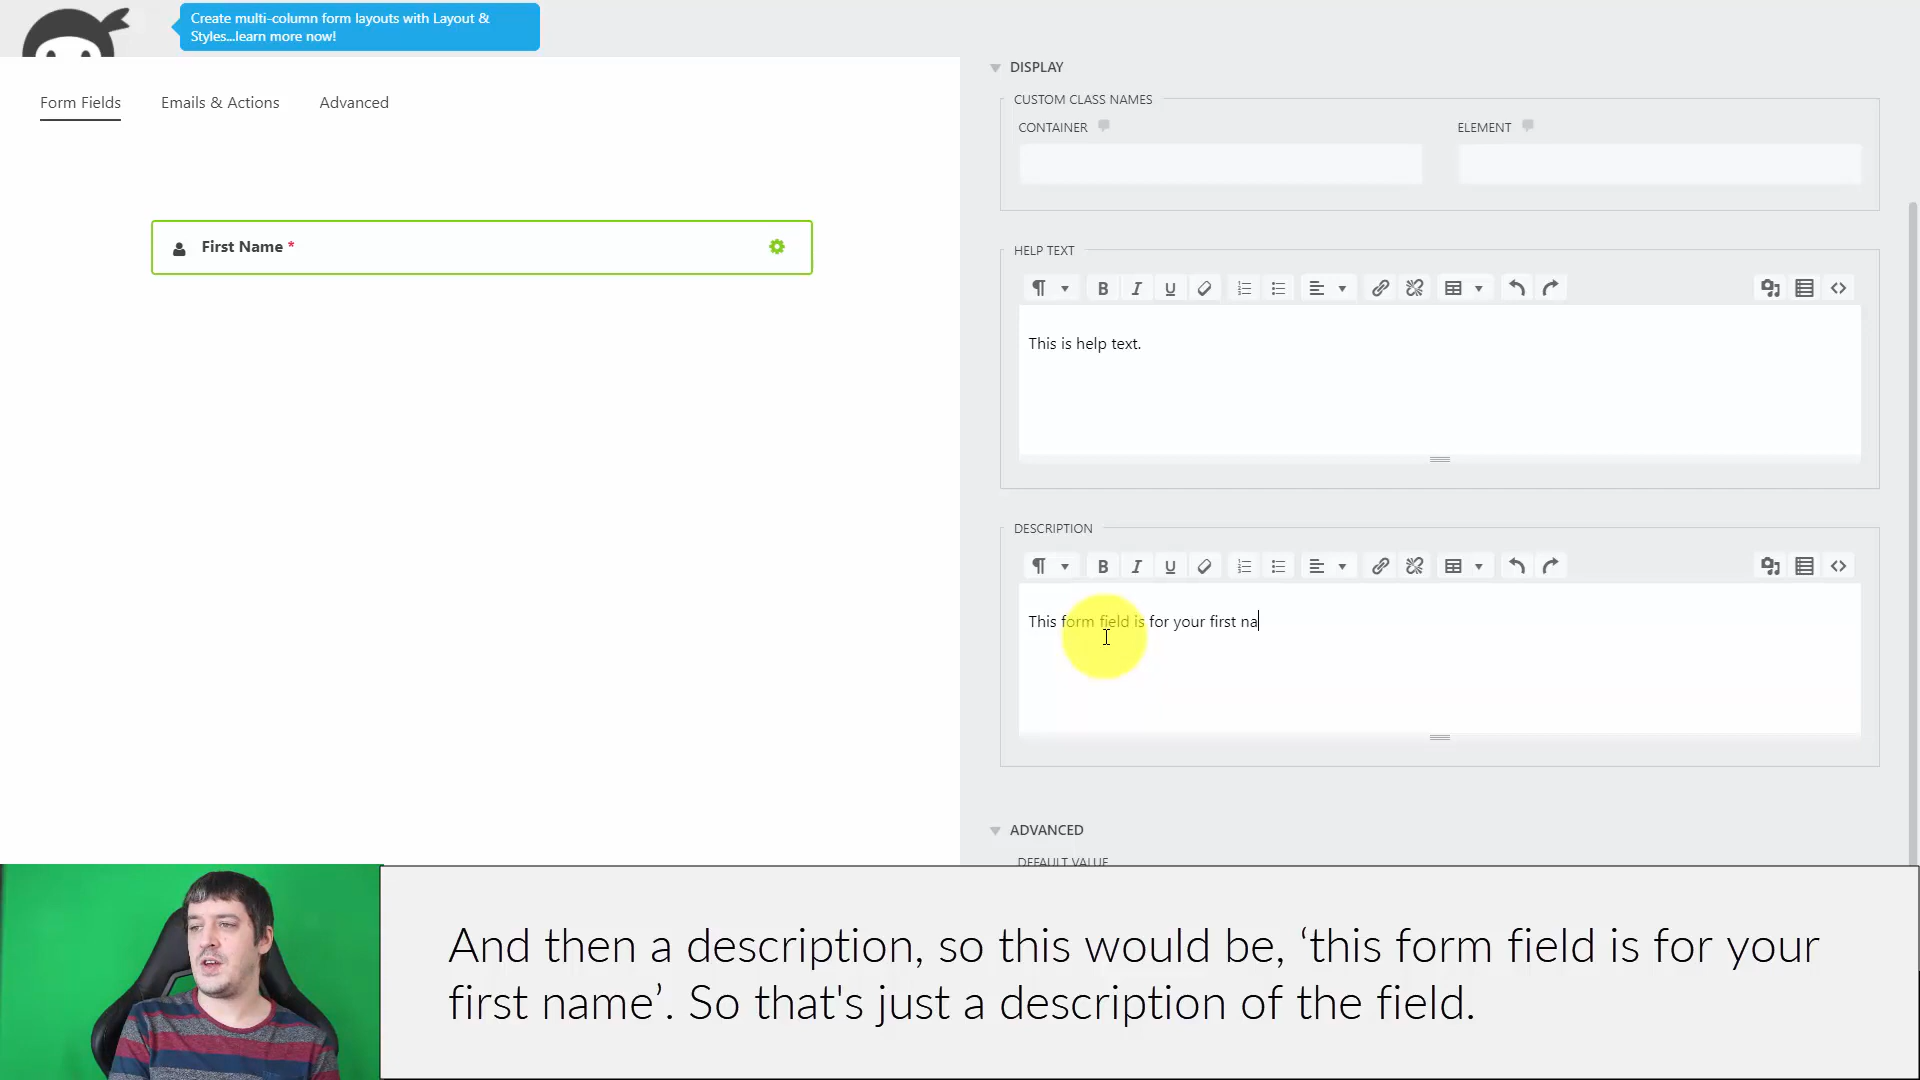 Create multi-column form layouts with Layout &
Styles...learn more now!
Form Fields
Emails & Actions
Advanced
First Name *
DISPLAY
CUSTOM CLASS NAMES
CONTAINER
ELEMENT
HELP TEXT
This is help text.
DESCRIPTION
This form field is for your first na
ADVANCED
DEFAULT VALUE
And then a description, so this would be, ‘this form field is for your
first name’. So that's just a description of the field.